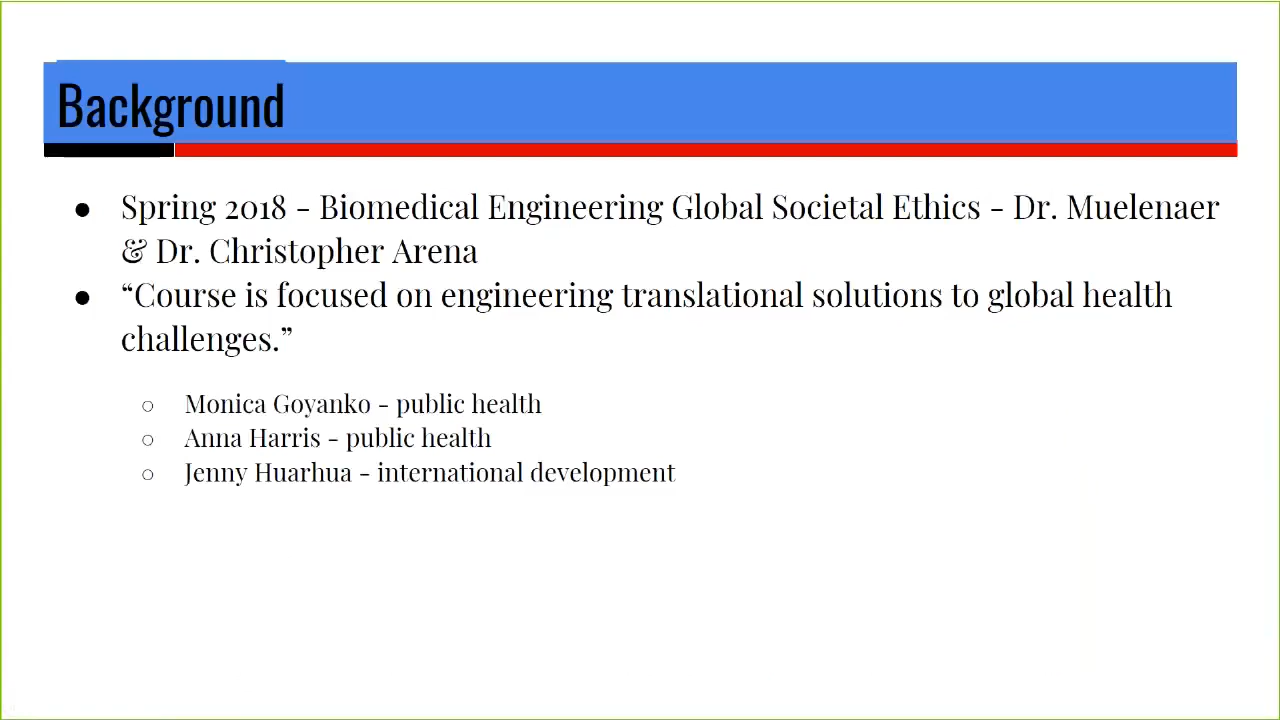 Background
● Spring 2018 - Biomedical Engineering Global Societal Ethics - Dr. Muelenaer
& Dr. Christopher Arena
● “Course is focused on engineering translational solutions to global health
challenges.”
○ Monica Goyanko - public health
○ Anna Harris - public health
○ Jenny Huarhua - international development